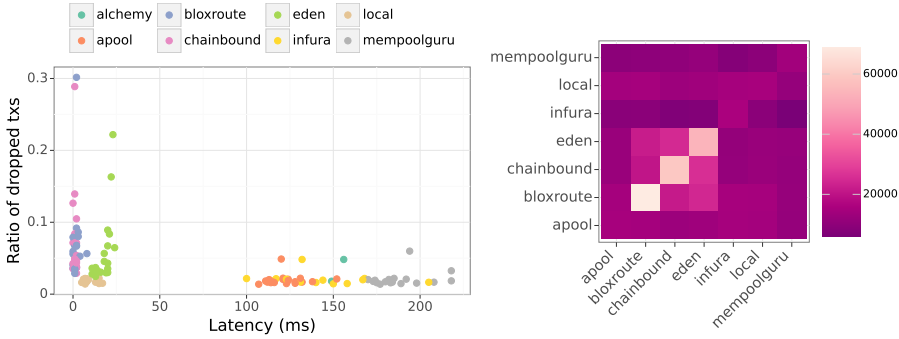 alchemy bloxroute eden local
apool chainbound infura mempoolguru
Ratio of dropped txs
0.3
0.2
0.1
0
0 50 100 150 200
Latency (ms)
mempoolguru
local
infura
eden
chainbound
bloxroute
apool
apool bloxroute chainbound eden infura local mempoolguru
60000
40000
20000